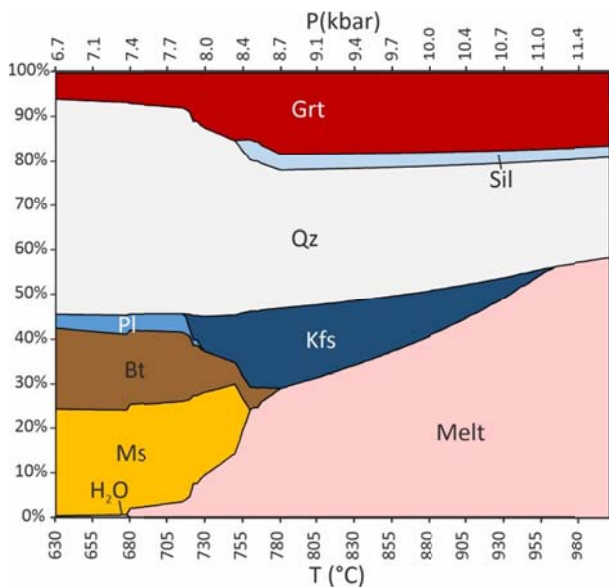 P(kbar)
6.7 7.1 7.4 7.7 8.0 8.4 8.7 9.1 9.4 9.7 10.0 10.4 10.7 11.0 11.4
100%
Grt
90%
80%
Sil
70%
Qz
60%
50%
Pl
40%
Kfs
Bt
30%
20%
Melt
Ms
10%
H₂O
0%
630 655 680 705 730 755 780 805 830 855 880 905 930 955 980
T (°C)